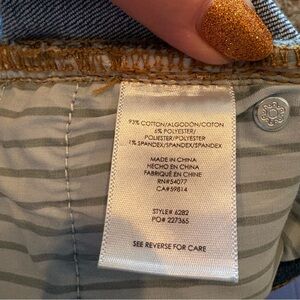 93% COTTON/ALGODÓN/COTON
6% POLYESTER/
POLIÉSTER/POLYESTER
1% SPANDEX/SPANDEX/SPANDEX
MADE IN CHINA
HECHO EN CHINA
FABRIQUÉ EN CHINE
RN#54077
CA#59814
STYLE# 6282
PO# 227365
SEE REVERSE FOR CARE